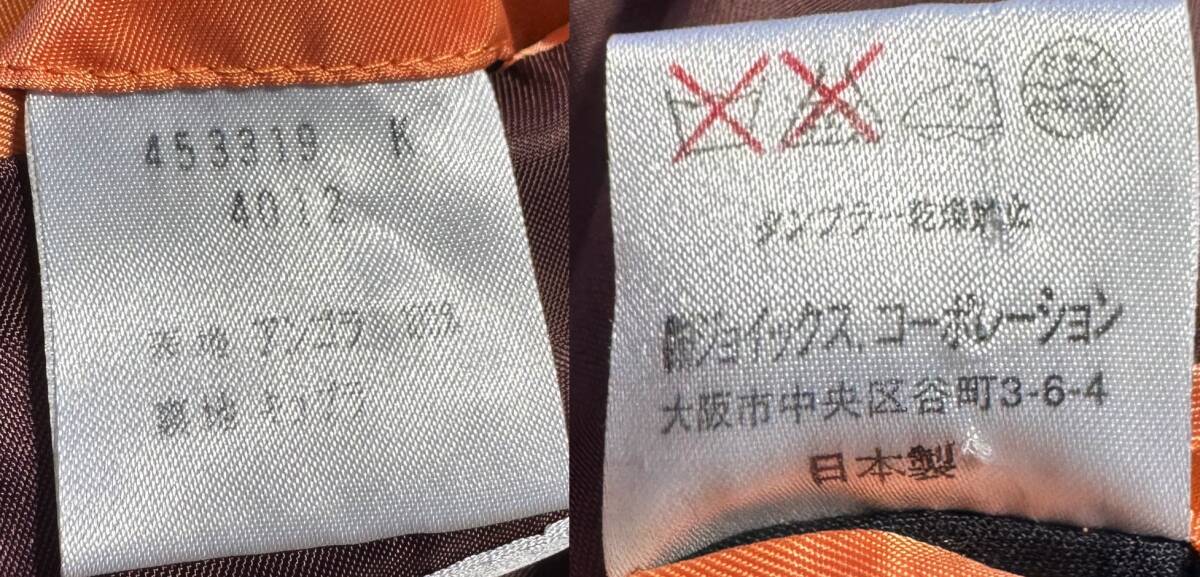 453319 K
4012
表地 アンゴラ
裏地 キュプラ
タンブラー乾燥禁止
㈱ジョイックス.コーポレーション
大阪市中央区谷町3-6-4
日本製